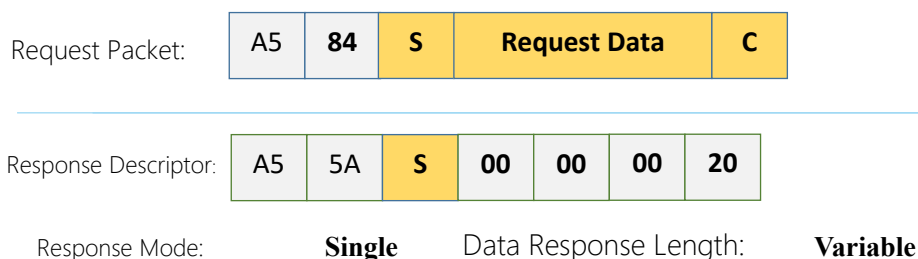 Request Packet: A5 84 S Request Data C
Response Descriptor: A5 5A S 00 00 00 20
Response Mode: Single Data Response Length: Variable